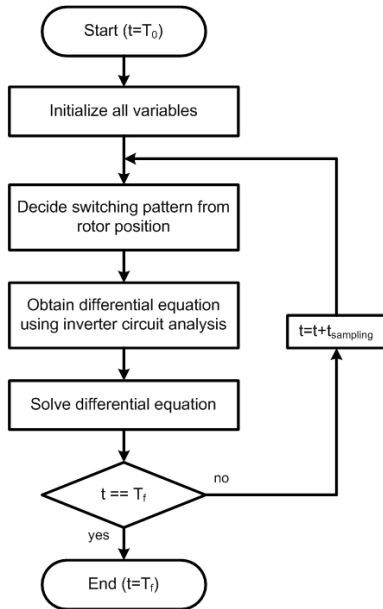 Start (t=T₀)
Initialize all variables
Decide switching pattern from
rotor position
Obtain differential equation
using inverter circuit analysis
t=t+tsampling
Solve differential equation
t == Tf
no
yes
End (t=Tf)